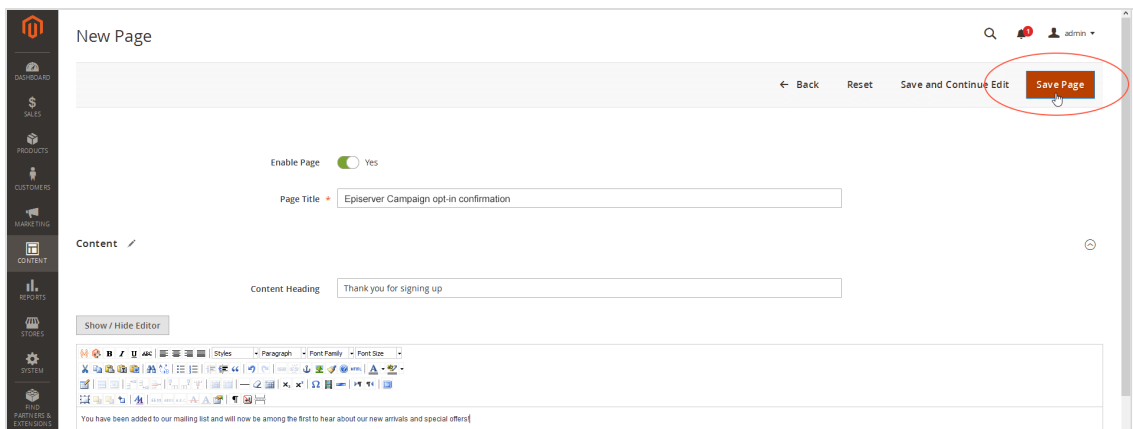 New Page
1
admin
DASHBOARD
SALES
PRODUCTS
CUSTOMERS
MARKETING
CONTENT
REPORTS
STORES
SYSTEM
FIND
PARTNERS &
EXTENSIONS
Back Reset Save and Continue Edit Save Page
Enable Page Yes
Page Title * Episerver Campaign opt-in confirmation
Content
Content Heading Thank you for signing up
Show / Hide Editor
B I U ABC Styles Paragraph Font Family Font Size
HTML A
You have been added to our mailing list and will now be among the first to hear about our new arrivals and special offers!